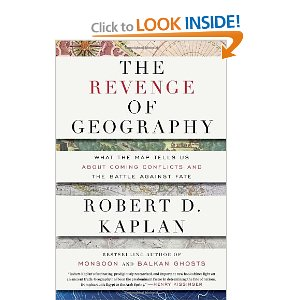 Click to LOOK INSIDE!
THE
REVENGE
OF
GEOGRAPHY
WHAT THE MAP TELLS US
ABOUT COMING CONFLICTS AND
THE BATTLE AGAINST FATE
ROBERT D.
KAPLAN
BESTSELLING AUTHOR OF
MONSOON AND BALKAN GHOSTS
—HENRY KISSINGER